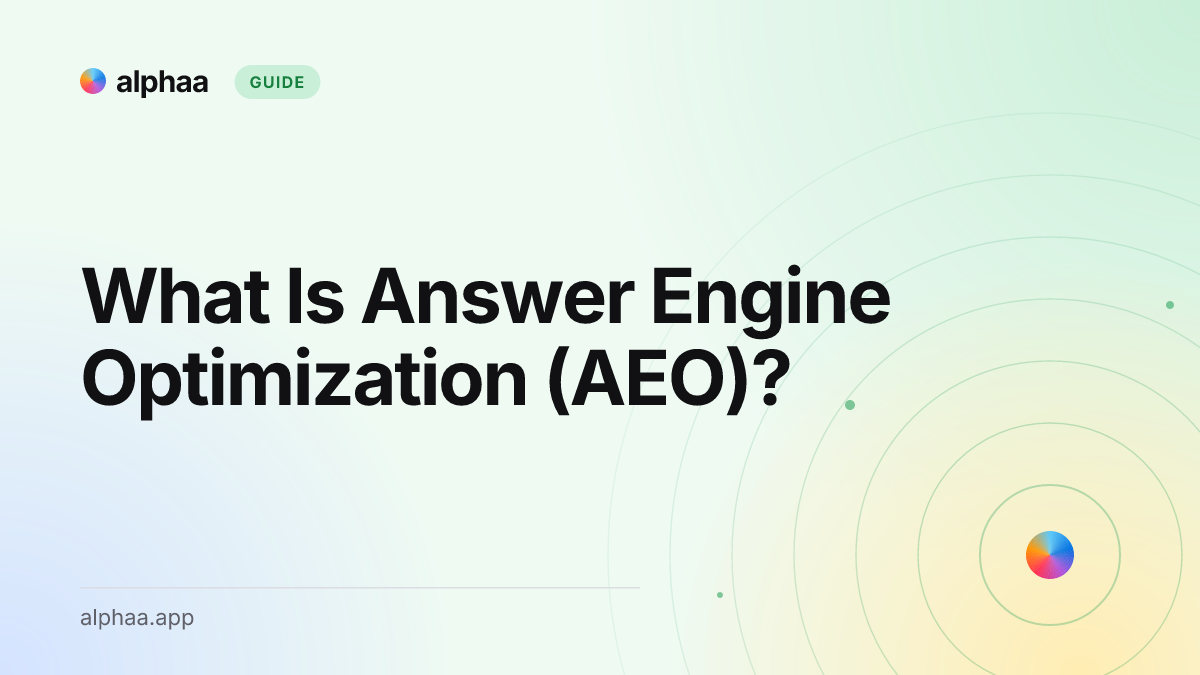 alphaa
GUIDE
What Is Answer Engine
Optimization (AEO)?
alphaa.app